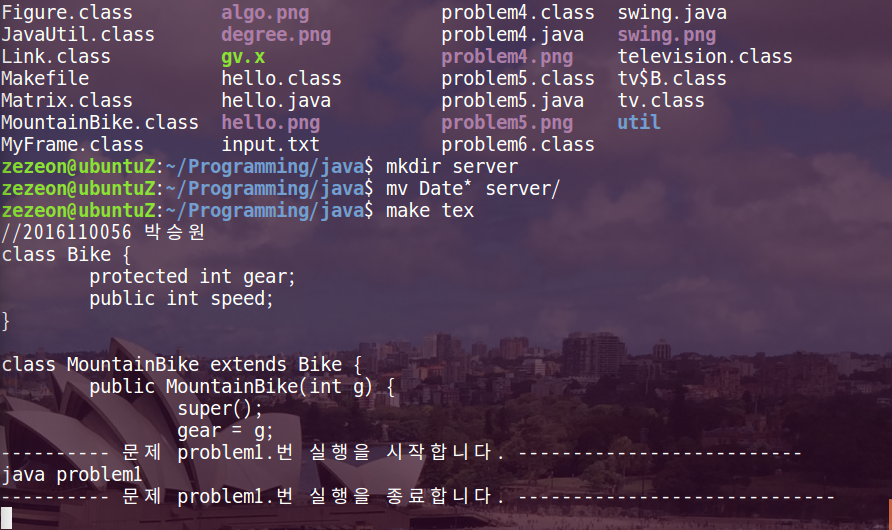 Figure.class algo.png problem4.class swing.java
JavaUtil.class degree.png problem4.java swing.png
Link.class gv.x problem4.png television.class
Makefile hello.class problem5.class tv$B.class
Matrix.class hello.java problem5.java tv.class
MountainBike.class hello.png problem5.png util
MyFrame.class input.txt problem6.class
zezeon@ubuntuZ:~/Programming/java$ mkdir server
zezeon@ubuntuZ:~/Programming/java$ mv Date* server/
zezeon@ubuntuZ:~/Programming/java$ make tex
//2016110056 박승원
class Bike {
protected int gear;
public int speed;
}
class MountainBike extends Bike {
public MountainBike(int g) {
super();
gear = g;
---------- 문제 problem1.번 실행을 시작합니다. --------------------------
java problem1
---------- 문제 problem1.번 실행을 종료합니다. -----------------------------